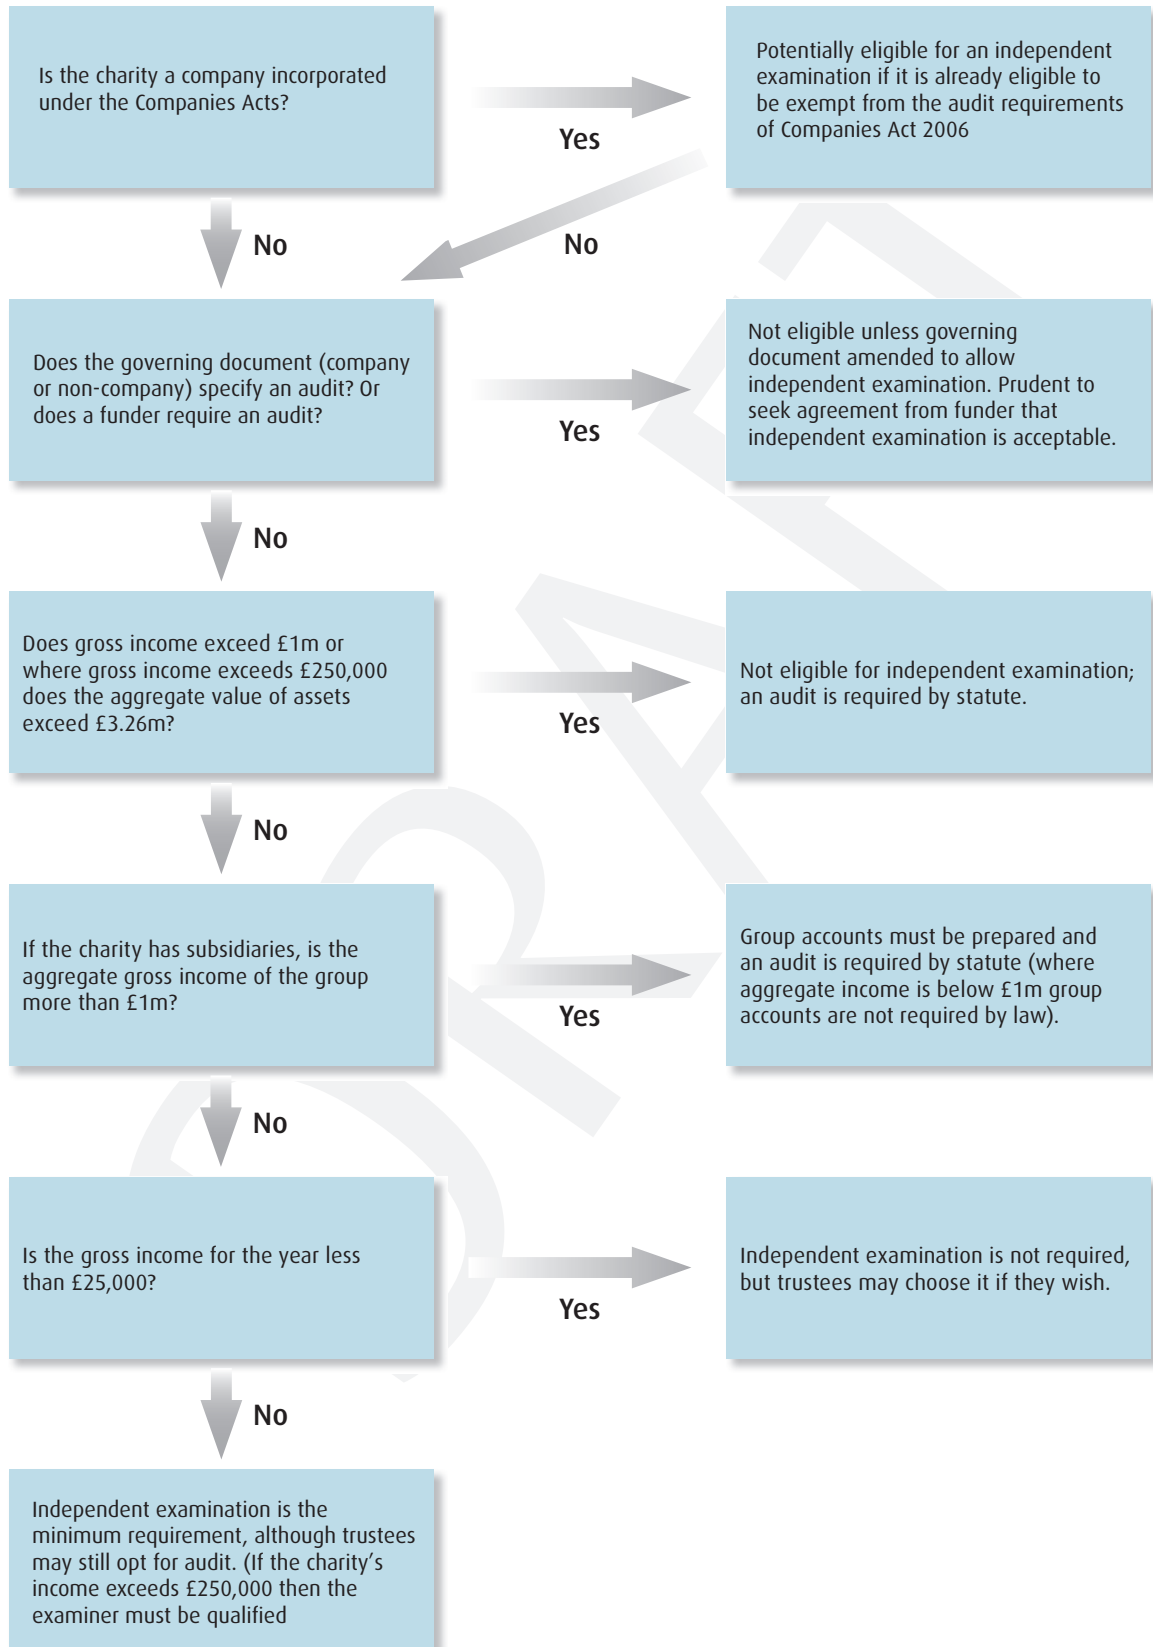 Is the charity a company incorporated
under the Companies Acts?
Yes
Potentially eligible for an independent
examination if it is already eligible to
be exempt from the audit requirements
of Companies Act 2006
No
No
Does the governing document (company
or non-company) specify an audit? Or
does a funder require an audit?
Yes
Not eligible unless governing
document amended to allow
independent examination. Prudent to
seek agreement from funder that
independent examination is acceptable.
No
Does gross income exceed £1m or
where gross income exceeds £250,000
does the aggregate value of assets
exceed £3.26m?
Yes
Not eligible for independent examination;
an audit is required by statute.
No
If the charity has subsidiaries, is the
aggregate gross income of the group
more than £1m?
Yes
Group accounts must be prepared and
an audit is required by statute (where
aggregate income is below £1m group
accounts are not required by law).
No
Is the gross income for the year less
than £25,000?
Yes
Independent examination is not required,
but trustees may choose it if they wish.
No
Independent examination is the
minimum requirement, although trustees
may still opt for audit. (If the charity's
income exceeds £250,000 then the
examiner must be qualified
DRAFT